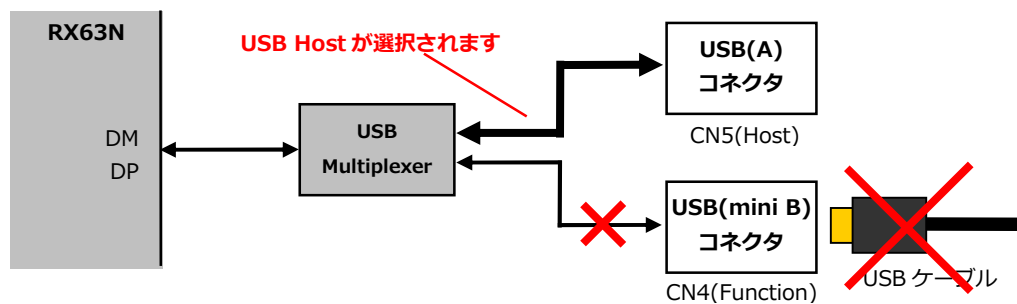 RX63N
USB Host が選択されます
USB(A)
コネクタ
CN5(Host)
DM
DP
USB
Multiplexer
USB(mini B)
コネクタ
CN4(Function)
USB ケーブル